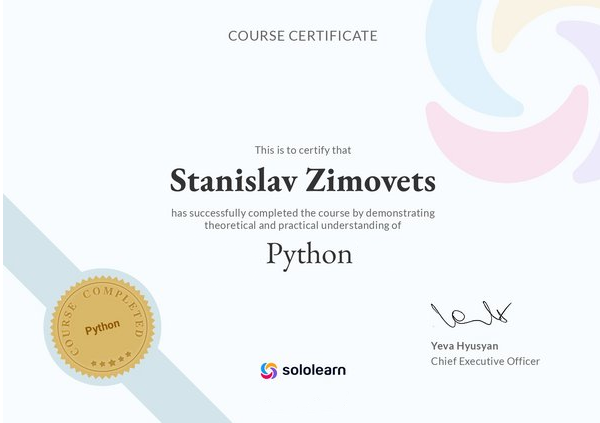 COURSE CERTIFICATE
This is to certify that
Stanislav Zimovets
has successfully completed the course by demonstrating
theoretical and practical understanding of
Python
COURSE COMPLETED
Python
sololearn
Yeva Hyusyan
Chief Executive Officer